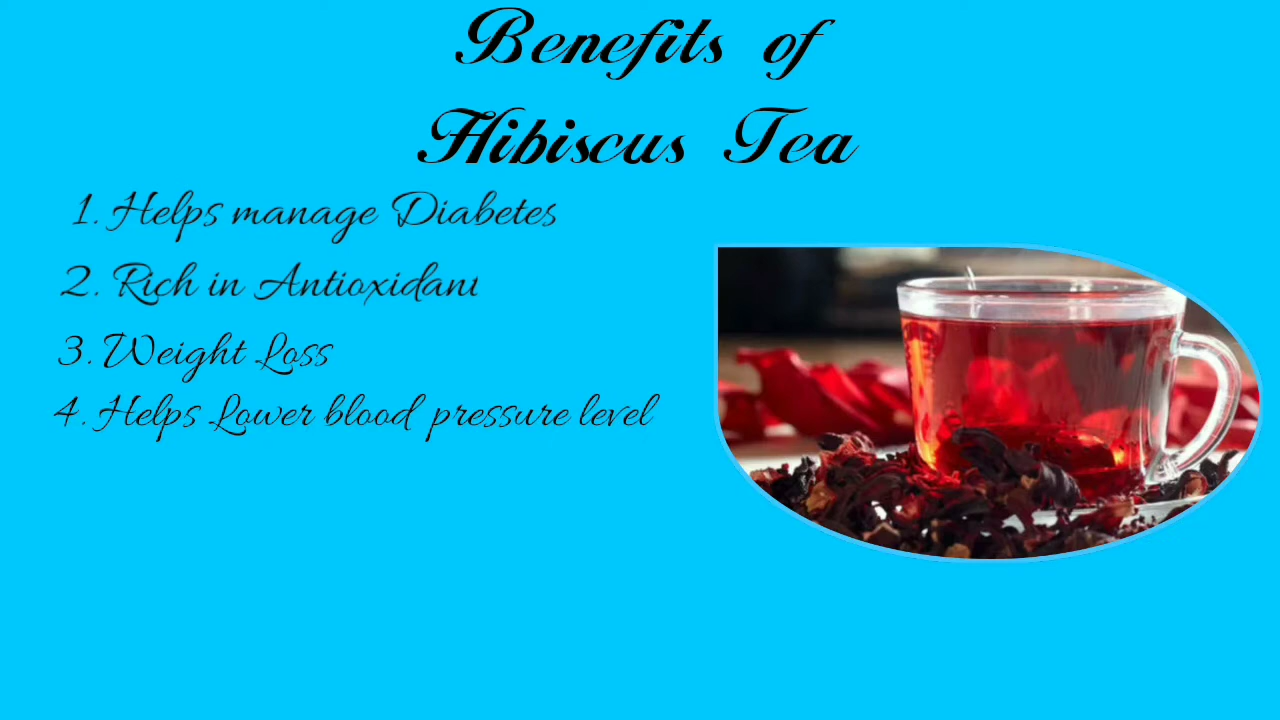 Benefits of
Hibiscus Tea
1. Helps manage Diabetes
2. Rich in Antioxidant
3. Weight Loss
4. Helps Lower blood pressure level